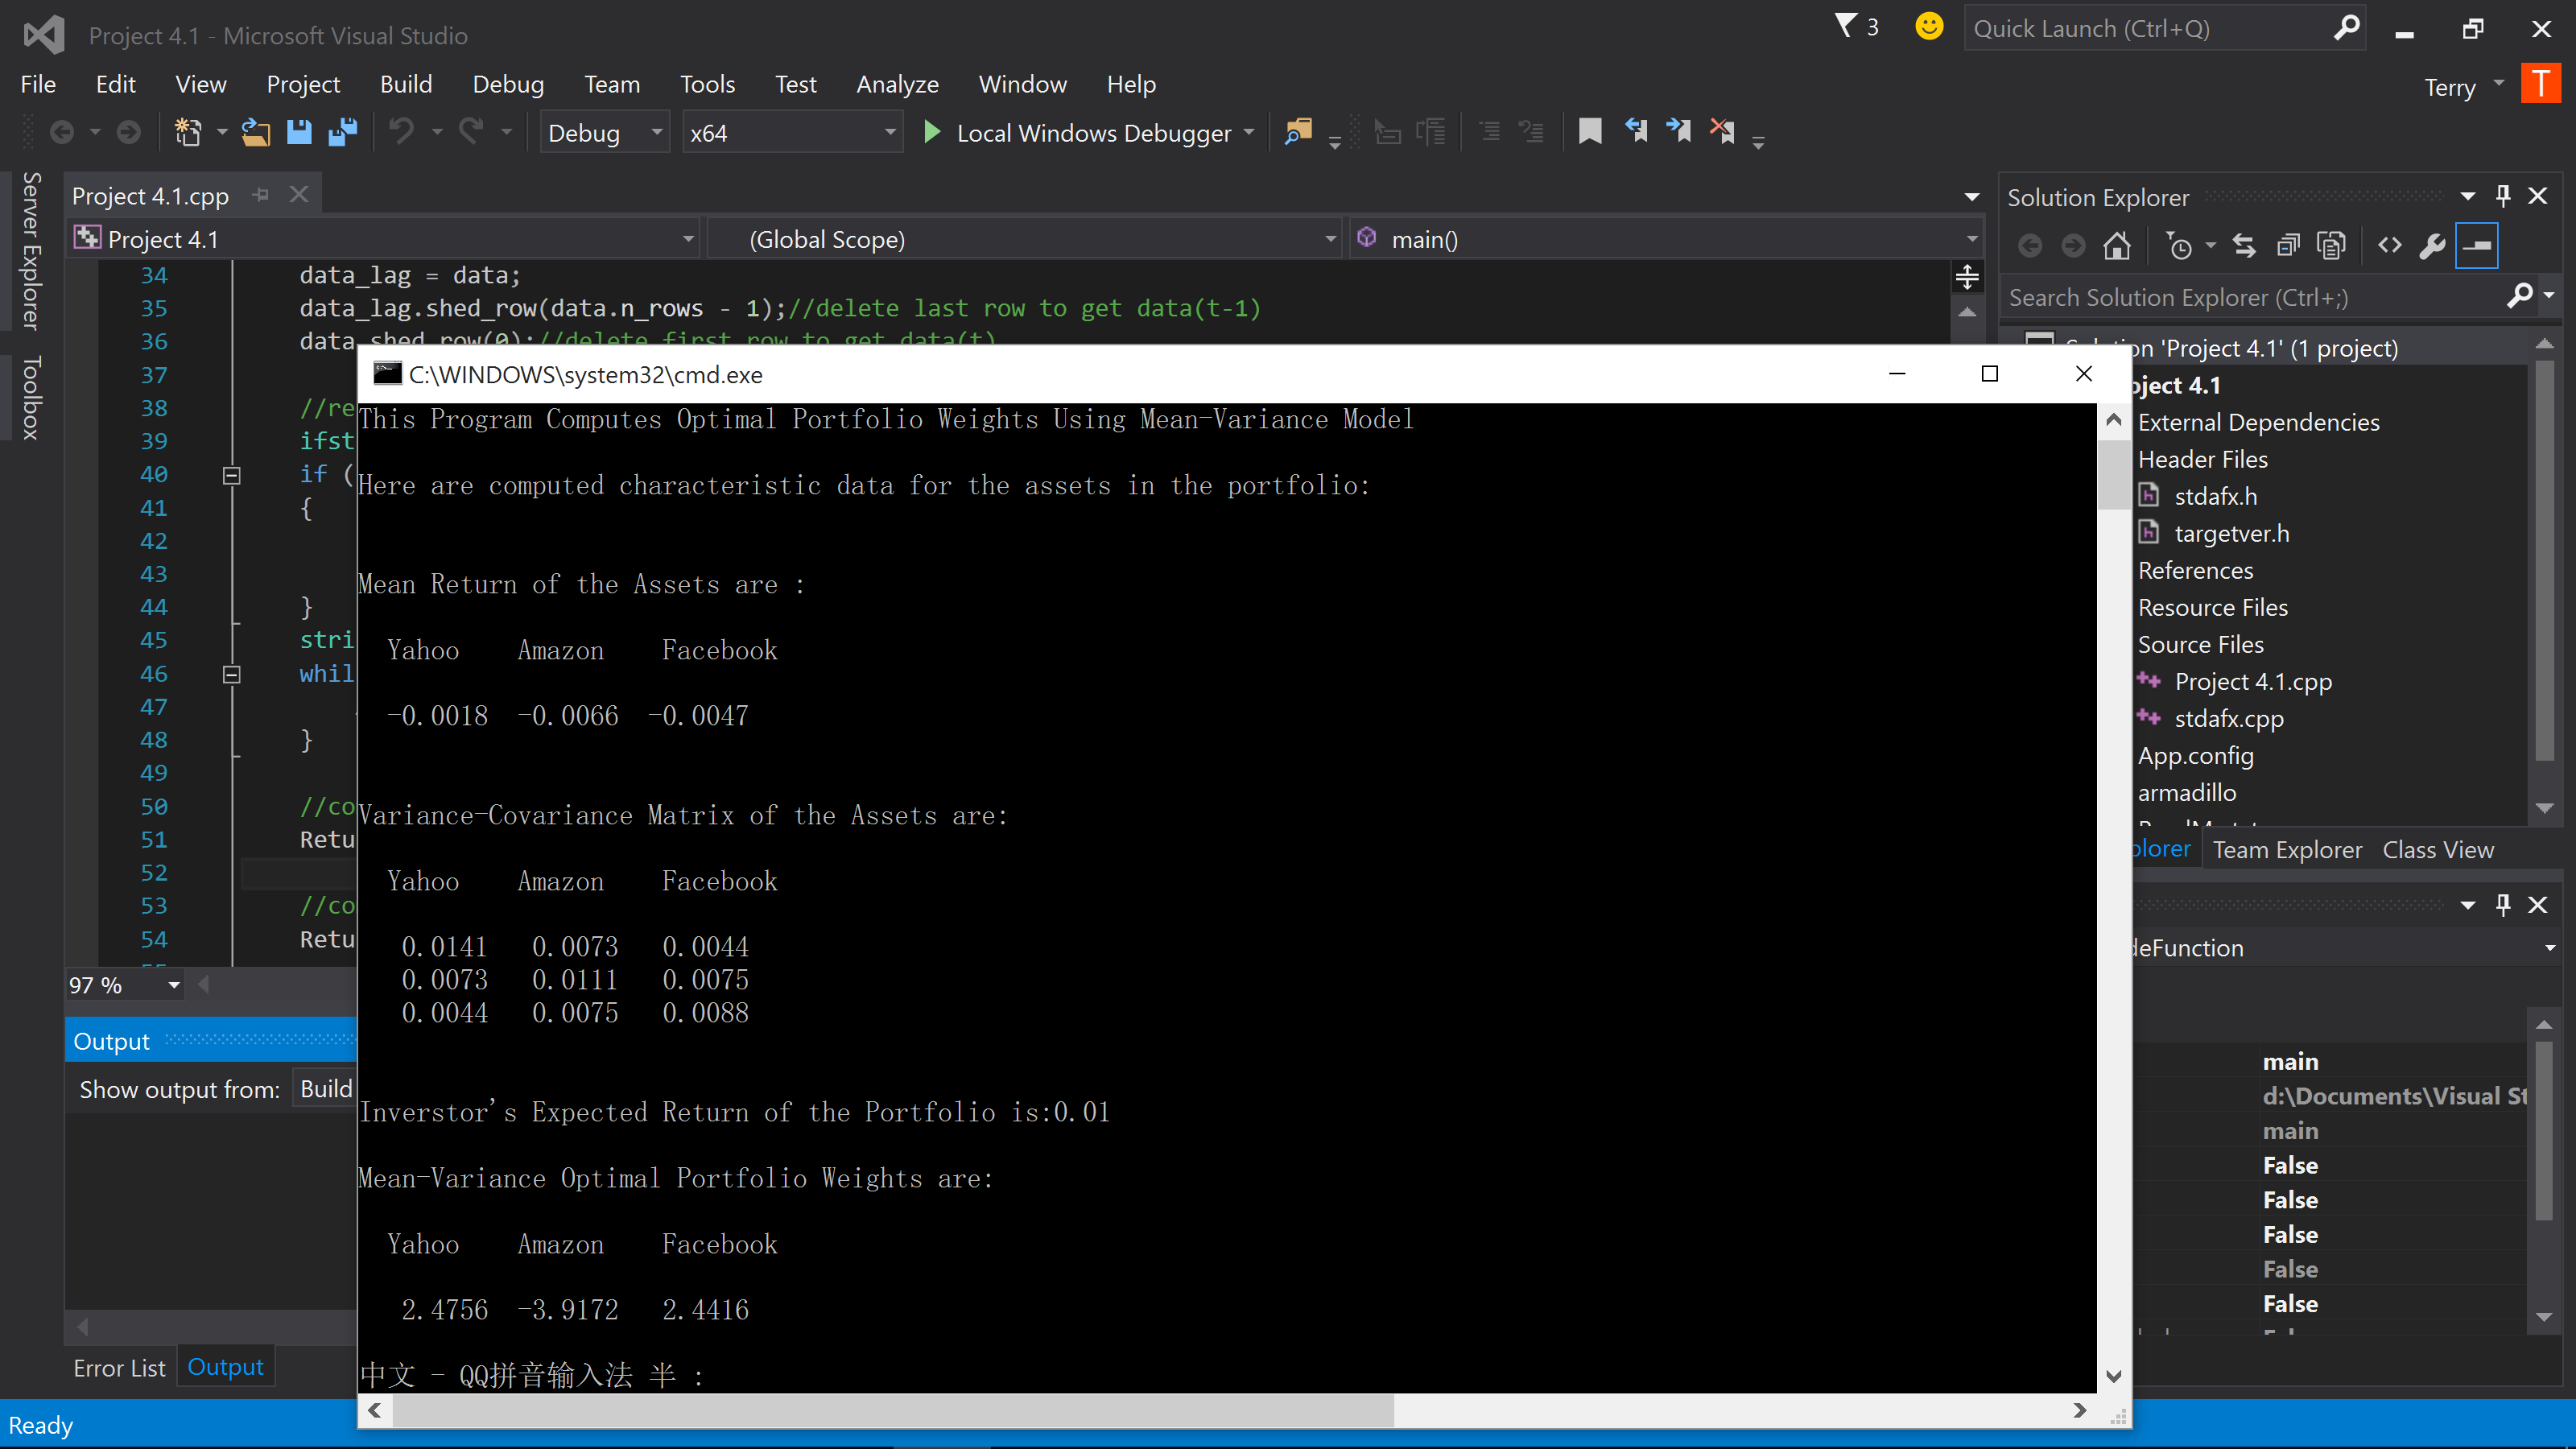 Project 4.1 - Microsoft Visual Studio
3
Quick Launch (Ctrl+Q)
File Edit View Project Build Debug Team Tools Test Analyze Window Help
Terry T
Debug x64 Local Windows Debugger
Server Explorer
Toolbox
Project 4.1.cpp
Project 4.1 (Global Scope) main()
34 data_lag = data;
35 data_lag.shed_row(data.n_rows - 1);//delete last row to get data(t-1)
36 data.shed_row(0);//delete first row to get data(t)
37
38 //re
39 ifst
40 if (
41 {
42
43
44 }
45 stri
46 whil
47
48 }
49
50 //co
51 Retu
52
53 //co
54 Retu
97 %
Output
Show output from: Build
Error List Output
Ready
C:\WINDOWS\system32\cmd.exe
This Program Computes Optimal Portfolio Weights Using Mean-Variance Model
Here are computed characteristic data for the assets in the portfolio:
Mean Return of the Assets are :
Yahoo Amazon Facebook
-0.0018 -0.0066 -0.0047
Variance-Covariance Matrix of the Assets are:
Yahoo Amazon Facebook
0.0141 0.0073 0.0044
0.0073 0.0111 0.0075
0.0044 0.0075 0.0088
Inverstor's Expected Return of the Portfolio is:0.01
Mean-Variance Optimal Portfolio Weights are:
Yahoo Amazon Facebook
2.4756 -3.9172 2.4416
中文 - QQ拼音输入法 半 :
Solution Explorer
Search Solution Explorer (Ctrl+;)
Solution 'Project 4.1' (1 project)
oject 4.1
External Dependencies
Header Files
stdafx.h
targetver.h
References
Resource Files
Source Files
Project 4.1.cpp
stdafx.cpp
App.config
armadillo
plorer Team Explorer Class View
deFunction
main
d:\Documents\Visual St
main
False
False
False
False
False